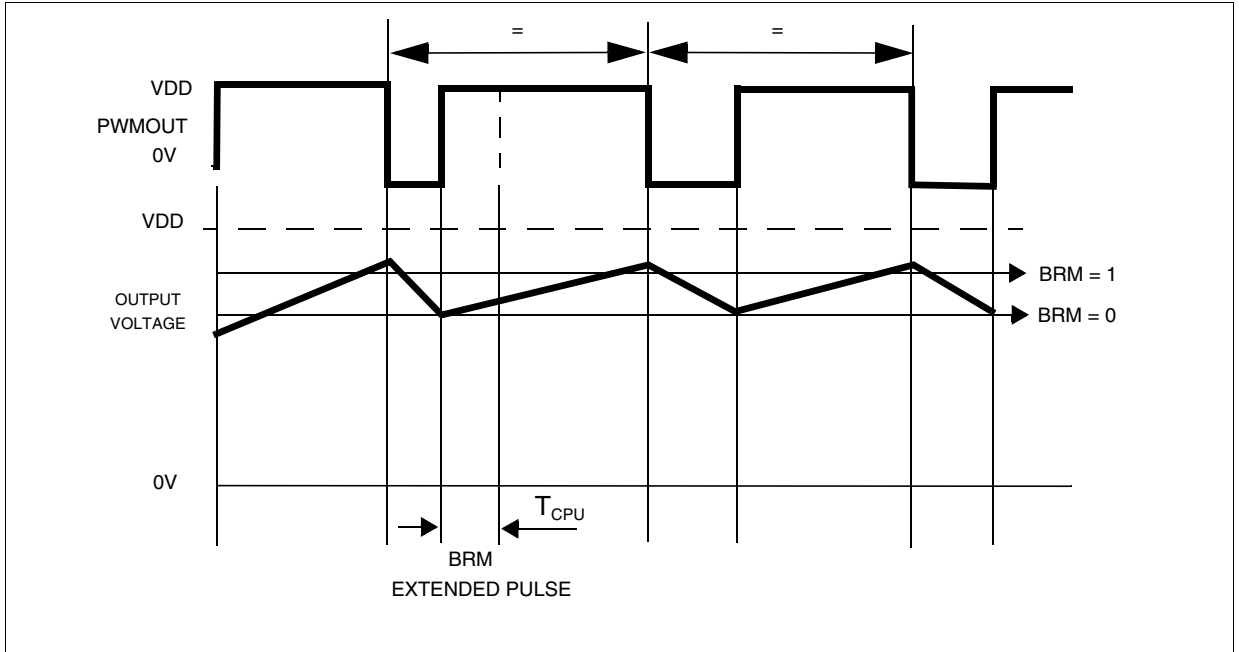 = =
VDD
PWMOUT
0V
VDD
BRM = 1
OUTPUT
VOLTAGE
BRM = 0
0V
TCPU
BRM
EXTENDED PULSE